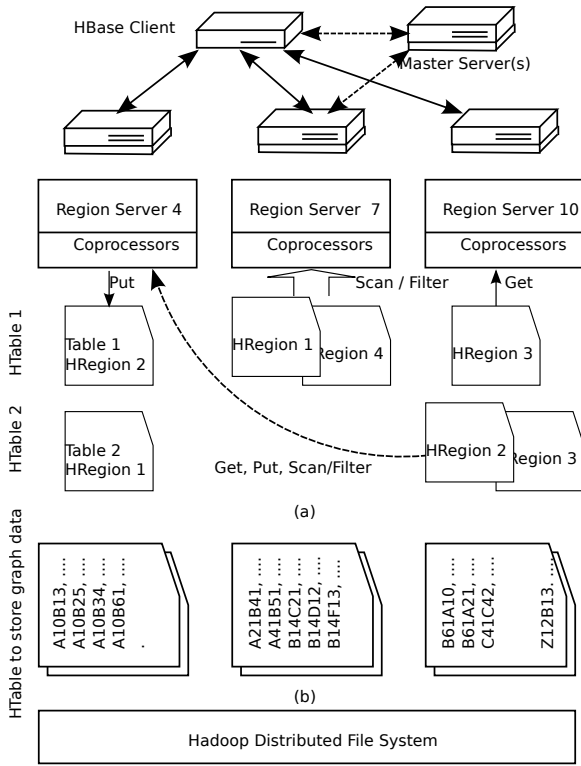 HBase Client
Master Server(s)
Region Server 4
Coprocessors
Region Server 7
Coprocessors
Region Server 10
Coprocessors
Put
Scan / Filter
Get
HTable 1
Table 1
HRegion 2
HRegion 1
Region 4
HRegion 3
HTable 2
Table 2
HRegion 1
Get, Put, Scan/Filter
HRegion 2
Region 3
(a)
HTable to store graph data
A10B13, ....
A10B25, .....
A10B34, .....
A10B61, .....
.
A21B41, .....
A41B51, .....
B14C21, .....
B14D12, .....
B14F13, .....
B61A10, .....
B61A21, .....
C41C42, .....
Z12B13. ....
(b)
Hadoop Distributed File System